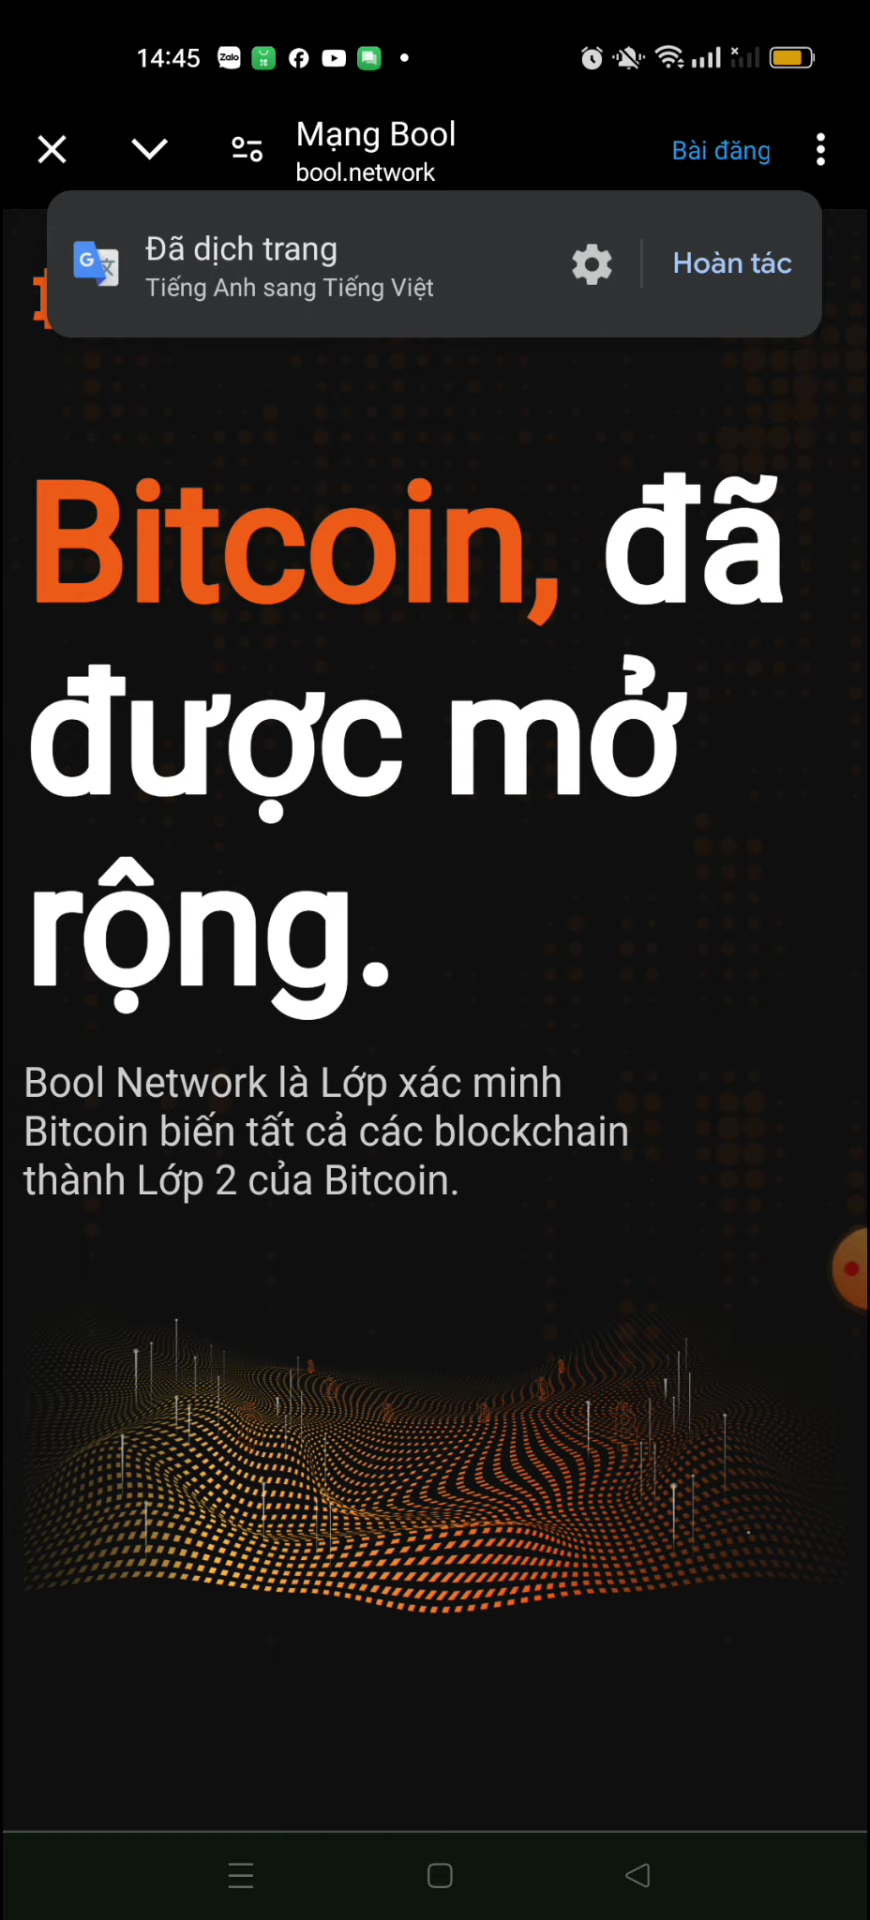 14:45
Zalo
Mạng Bool
bool.network
Bài đăng
Đã dịch trang
Tiếng Anh sang Tiếng Việt
Hoàn tác
Bitcoin, đã
được mở
rộng.
Bool Network là Lớp xác minh
Bitcoin biến tất cả các blockchain
thành Lớp 2 của Bitcoin.